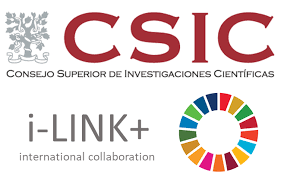 CSIC
CONSEJO SUPERIOR DE INVESTIGACIONES CIENTÍFICAS
i-LINK+
international collaboration